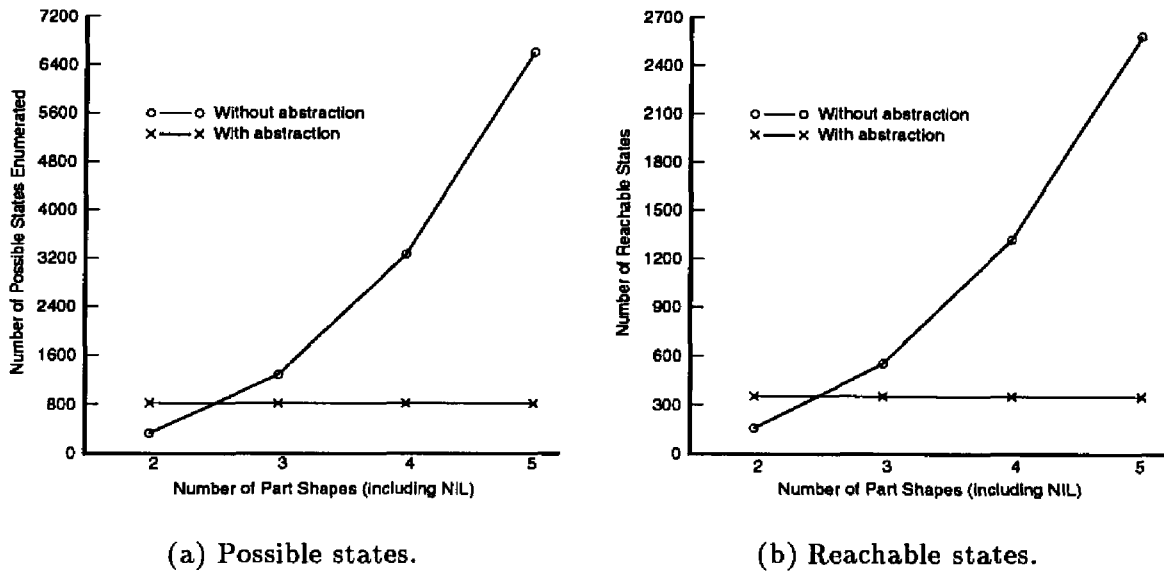 7200
6400
5600
4800
4000
3200
2400
1600
800
0
Number of Possible States Enumerated
Without abstraction
With abstraction
2 3 4 5
Number of Part Shapes (including NIL)
(a) Possible states.
2700
2400
2100
1800
1500
1200
900
600
300
0
Number of Reachable States
Without abstraction
With abstraction
2 3 4 5
Number of Part Shapes (including NIL)
(b) Reachable states.